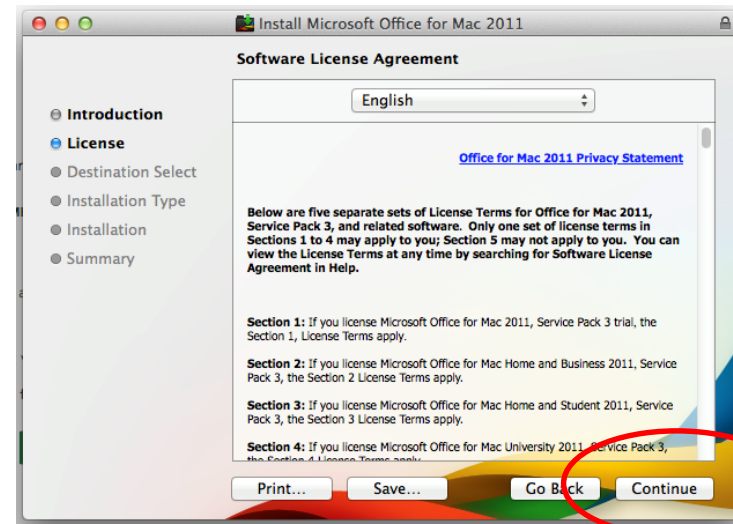 Install Microsoft Office for Mac 2011
Software License Agreement
Introduction
License
Destination Select
Installation Type
Installation
Summary
English
Office for Mac 2011 Privacy Statement
Below are five separate sets of License Terms for Office for Mac 2011,
Service Pack 3, and related software. Only one set of license terms in
Sections 1 to 4 may apply to you; Section 5 may not apply to you. You can
view the License Terms at any time by searching for Software License
Agreement in Help.
Section 1: If you license Microsoft Office for Mac 2011, Service Pack 3 trial, the
Section 1, License Terms apply.
Section 2: If you license Microsoft Office for Mac Home and Business 2011, Service
Pack 3, the Section 2 License Terms apply.
Section 3: If you license Microsoft Office for Mac Home and Student 2011, Service
Pack 3, the Section 3 License Terms apply.
Section 4: If you license Microsoft Office for Mac University 2011, Service Pack 3,
the Section 4 License Terms apply.
Print...
Save...
Go Back
Continue